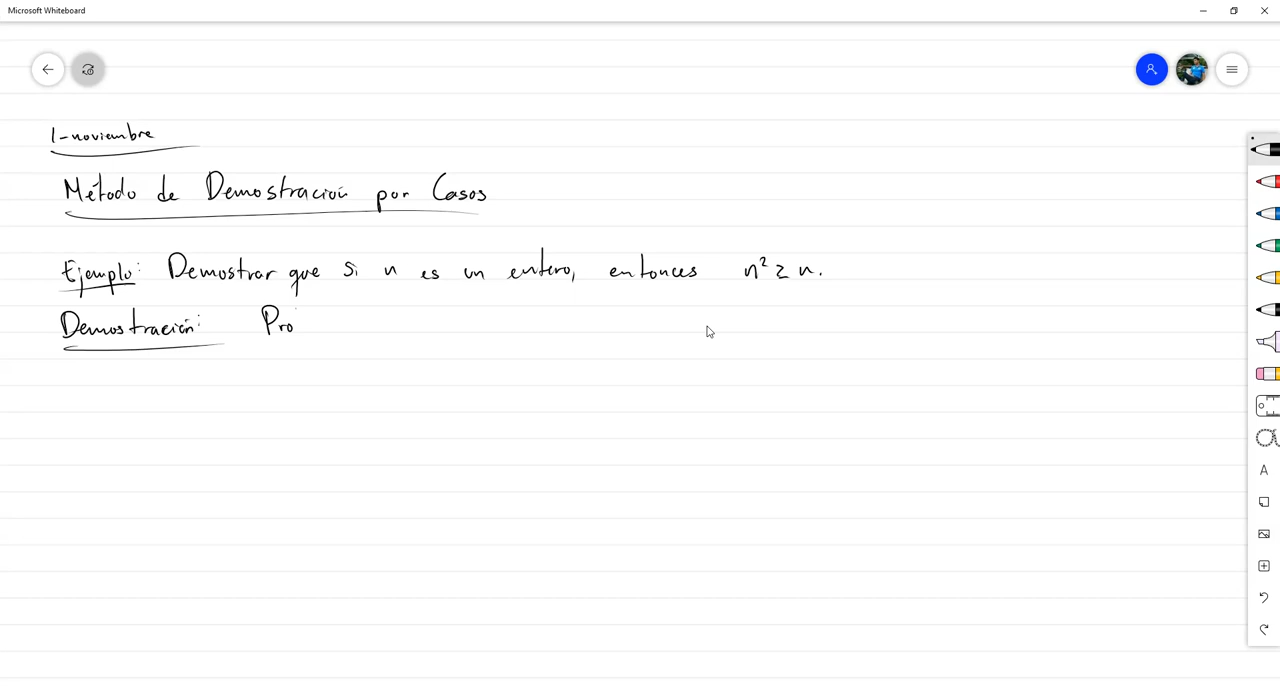 Microsoft Whiteboard
1-noviembre
Método de Demostración por Casos
Ejemplo: Demostrar que si n es un entero, entonces n² ≥ n.
Demostración: Pro
A